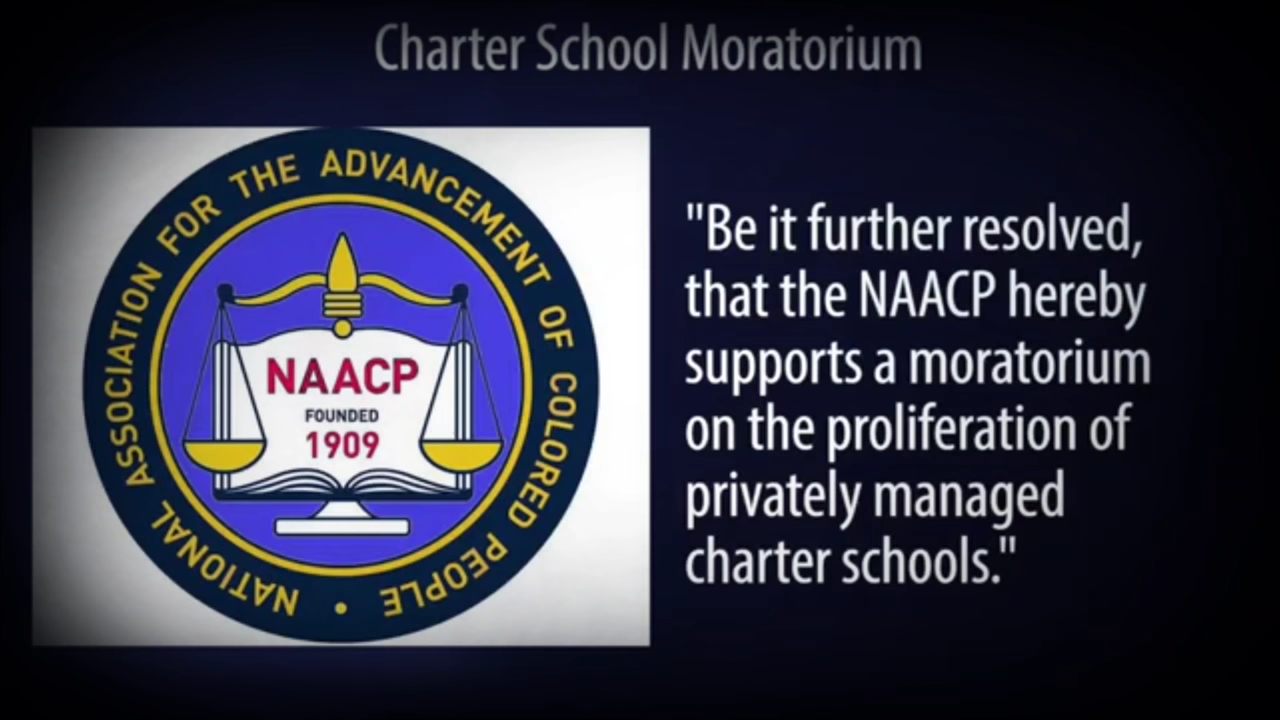 Charter School Moratorium
NATIONAL ASSOCIATION FOR THE ADVANCEMENT OF COLORED PEOPLE •
NAACP
FOUNDED
1909
"Be it further resolved,
that the NAACP hereby
supports a moratorium
on the proliferation of
privately managed
charter schools."